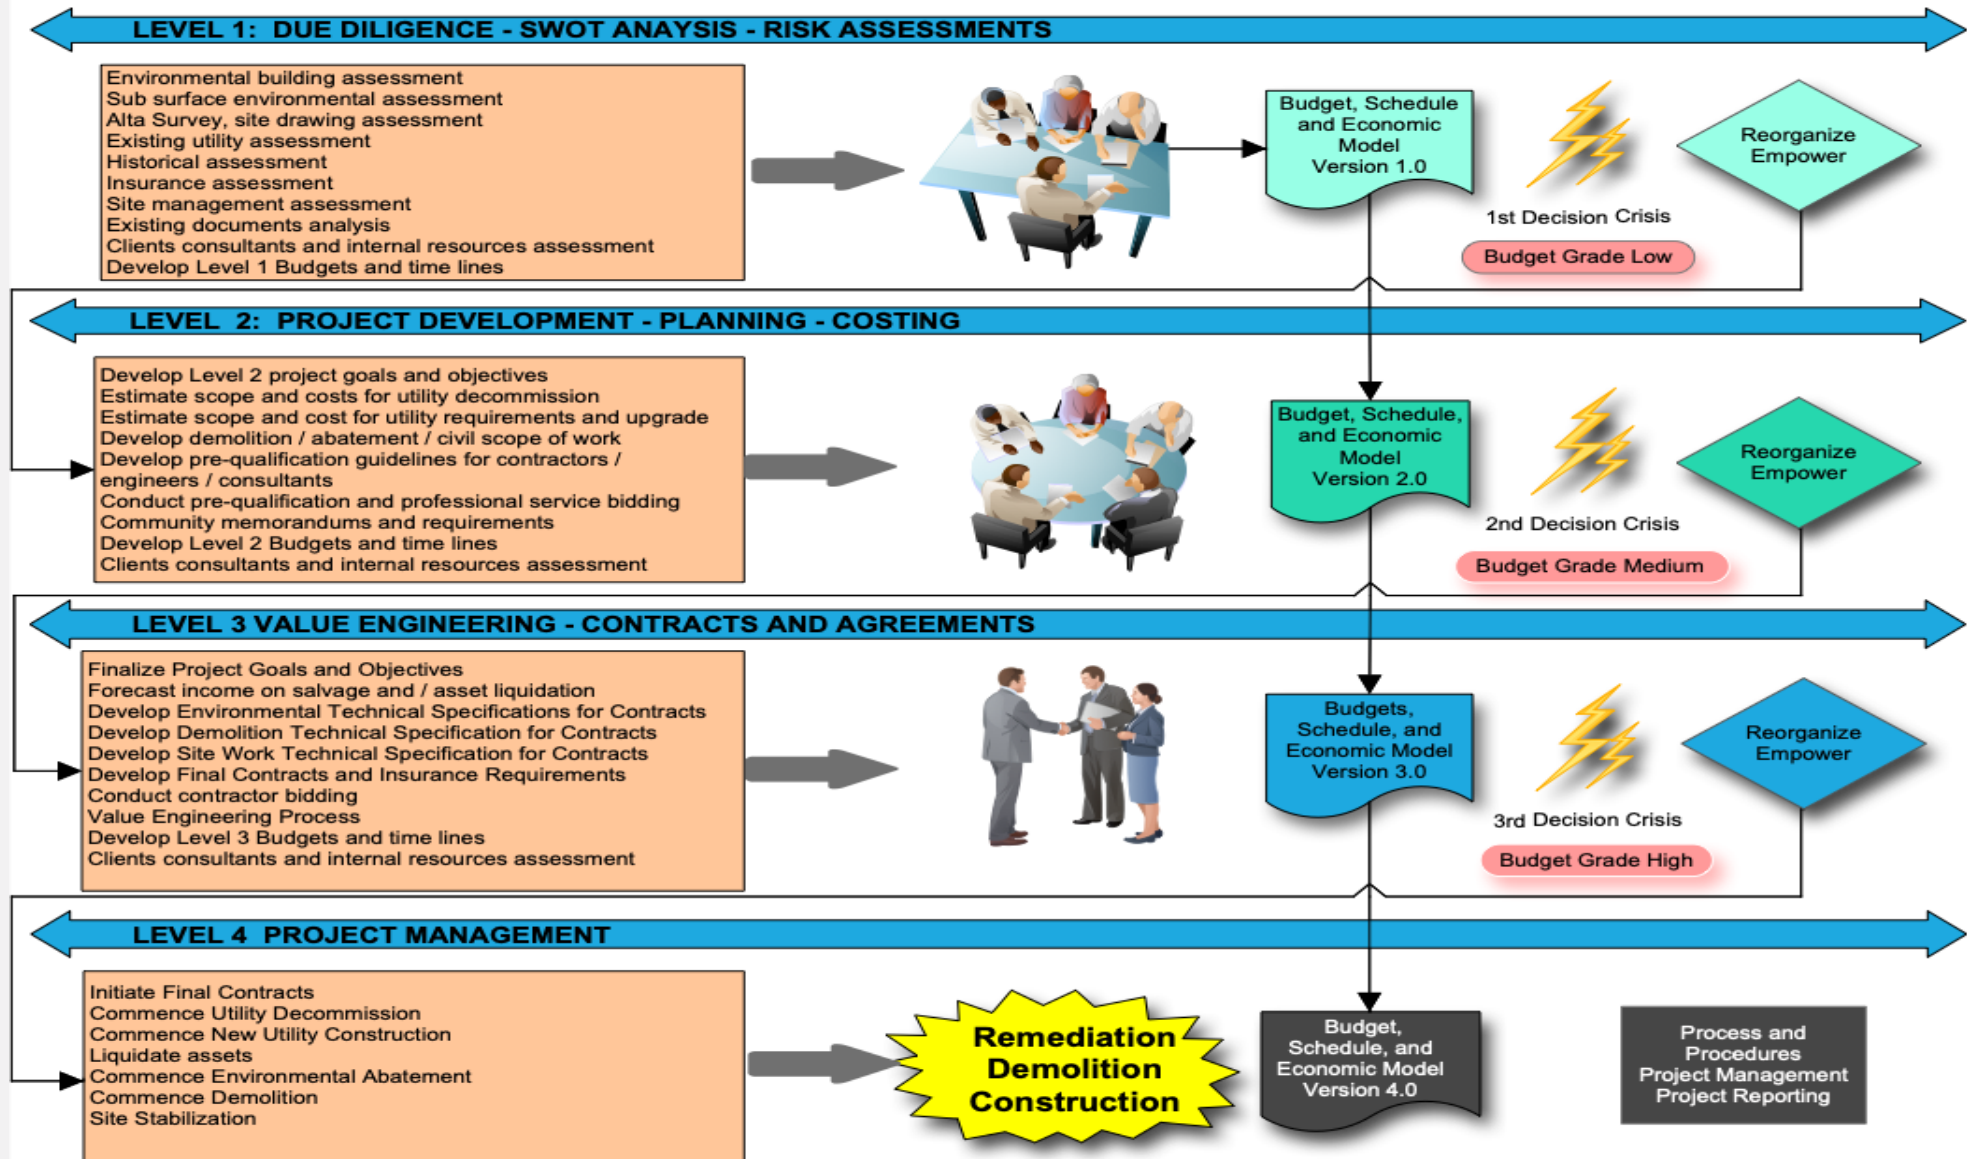 LEVEL 1:  DUE DILIGENCE - SWOT ANAYSIS - RISK ASSESSMENTS
Environmental building assessment
Sub surface environmental assessment
Alta Survey, site drawing assessment
Existing utility assessment
Historical assessment
Insurance assessment
Site management assessment
Existing documents analysis
Clients consultants and internal resources assessment
Develop Level 1 Budgets and time lines
Budget, Schedule
and Economic
Model
Version 1.0
1st Decision Crisis
Budget Grade Low
Reorganize
Empower
LEVEL  2:  PROJECT DEVELOPMENT - PLANNING - COSTING
Develop Level 2 project goals and objectives
Estimate scope and costs for utility decommission
Estimate scope and cost for utility requirements and upgrade
Develop demolition / abatement / civil scope of work
Develop pre-qualification guidelines for contractors /
engineers / consultants
Conduct pre-qualification and professional service bidding
Community memorandums and requirements
Develop Level 2 Budgets and time lines
Clients consultants and internal resources assessment
Budget, Schedule,
and Economic
Model
Version 2.0
2nd Decision Crisis
Budget Grade Medium
Reorganize
Empower
LEVEL 3 VALUE ENGINEERING - CONTRACTS AND AGREEMENTS
Finalize Project Goals and Objectives
Forecast income on salvage and / asset liquidation
Develop Environmental Technical Specifications for Contracts
Develop Demolition Technical Specification for Contracts
Develop Site Work Technical Specification for Contracts
Develop Final Contracts and Insurance Requirements
Conduct contractor bidding
Value Engineering Process
Develop Level 3 Budgets and time lines
Clients consultants and internal resources assessment
Budgets,
Schedule, and
Economic Model
Version 3.0
3rd Decision Crisis
Budget Grade High
Reorganize
Empower
LEVEL 4  PROJECT MANAGEMENT
Initiate Final Contracts
Commence Utility Decommission
Commence New Utility Construction
Liquidate assets
Commence Environmental Abatement
Commence Demolition
Site Stabilization
Remediation
Demolition
Construction
Budget,
Schedule, and
Economic Model
Version 4.0
Process and
Procedures
Project Management
Project Reporting